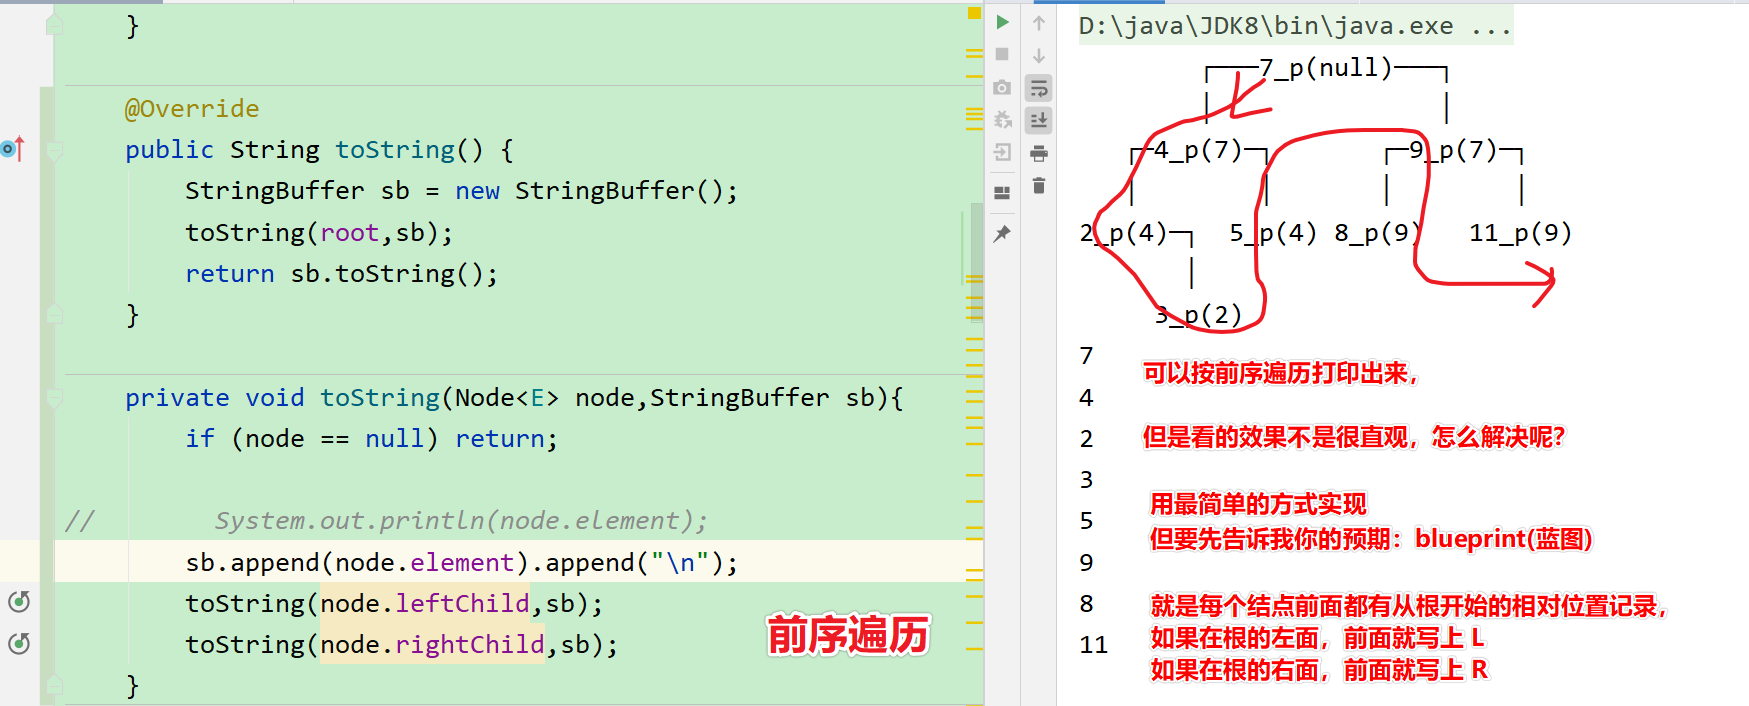 }
@Override
public String toString() {
StringBuffer sb = new StringBuffer();
toString(root,sb);
return sb.toString();
}
private void toString(Node<E> node,StringBuffer sb){
if (node == null) return;
// System.out.println(node.element);
sb.append(node.element).append("\n");
toString(node.leftChild,sb);
toString(node.rightChild,sb);
}
前序遍历
D:\java\JDK8\bin\java.exe ...
┌───7_p(null)───┐
│ │
┌─4_p(7)─┐ ┌─9_p(7)─┐
│ │ │ │
2_p(4)─┐ 5_p(4) 8_p(9) 11_p(9)
│
3_p(2)
7
可以按前序遍历打印出来，
4
2
但是看的效果不是很直观，怎么解决呢？
3
用最简单的方式实现
5
但要先告诉我你的预期：blueprint(蓝图)
9
8
就是每个结点前面都有从根开始的相对位置记录，
11
如果在根的左面，前面就写上 L
如果在根的右面，前面就写上 R